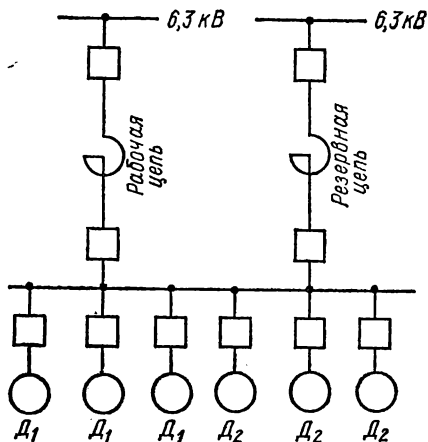 6,3 кВ
6,3 кВ
Рабочая
цепь
Резервная
цепь
Д1 Д1 Д1 Д2 Д2 Д2